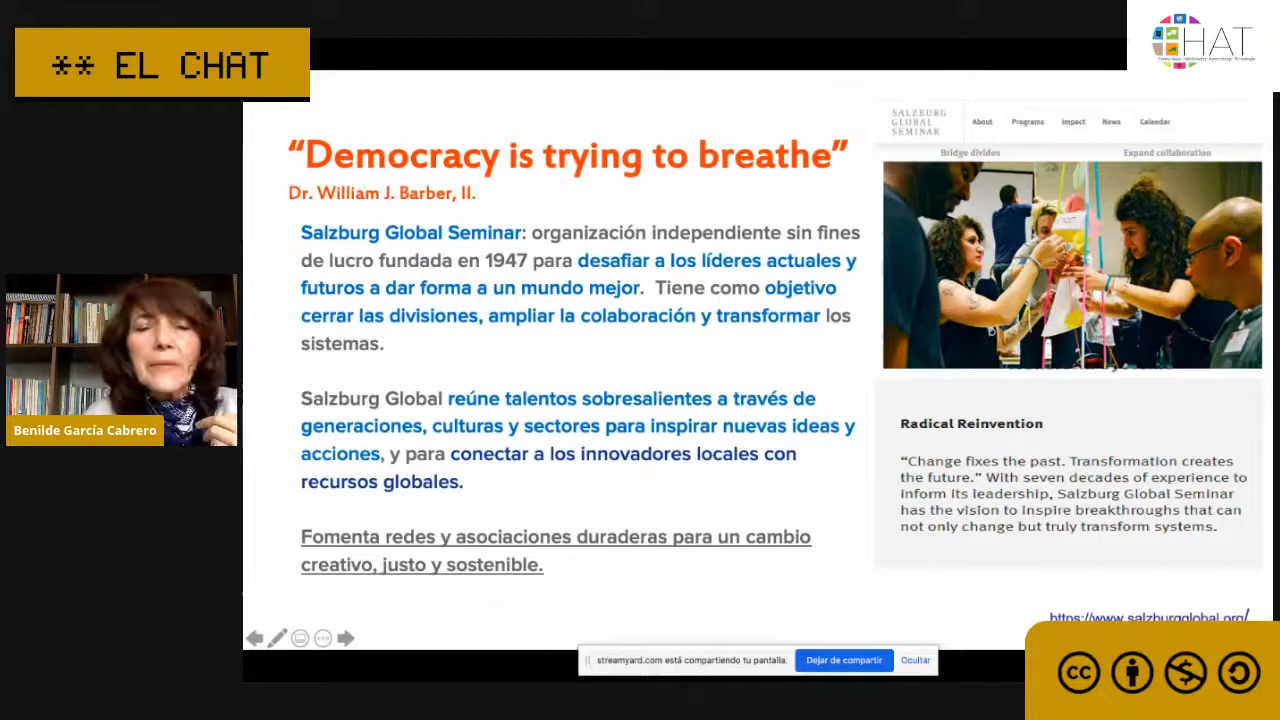 ** EL CHAT
HAT
SALZBURG
GLOBAL
SEMINAR
About Programs Impact News Calendar
Bridge divides Expand collaboration
“Democracy is trying to breathe”
Dr. William J. Barber, II.
Salzburg Global Seminar: organización independiente sin fines
de lucro fundada en 1947 para desafiar a los líderes actuales y
futuros a dar forma a un mundo mejor. Tiene como objetivo
cerrar las divisiones, ampliar la colaboración y transformar los
sistemas.
Salzburg Global reúne talentos sobresalientes a través de
generaciones, culturas y sectores para inspirar nuevas ideas y
acciones, y para conectar a los innovadores locales con
recursos globales.
Fomenta redes y asociaciones duraderas para un cambio
creativo, justo y sostenible.
Benilde García Cabrero
Radical Reinvention
“Change fixes the past. Transformation creates
the future.” With seven decades of experience to
inform its leadership, Salzburg Global Seminar
has the vision to inspire breakthroughs that can
not only change but truly transform systems.
https://www.salzburgglobal.org/
streamyard.com está compartiendo tu pantalla. Dejar de compartir Ocultar
cc